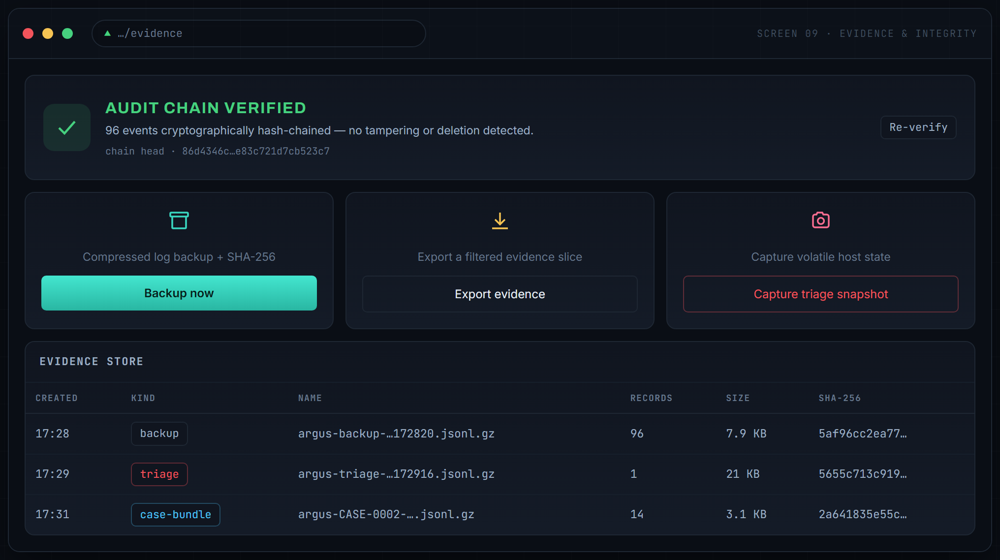 …/evidence
SCREEN 09 · EVIDENCE & INTEGRITY
AUDIT CHAIN VERIFIED
96 events cryptographically hash-chained — no tampering or deletion detected.
chain head · 86d4346c…e83c721d7cb523c7
Re-verify
Compressed log backup + SHA-256
Backup now
Export a filtered evidence slice
Export evidence
Capture volatile host state
Capture triage snapshot
EVIDENCE STORE
CREATED KIND NAME RECORDS SIZE SHA-256
17:28 backup argus-backup-…172820.jsonl.gz 96 7.9 KB 5af96cc2ea77…
17:29 triage argus-triage-…172916.jsonl.gz 1 21 KB 5655c713c919…
17:31 case-bundle argus-CASE-0002-….jsonl.gz 14 3.1 KB 2a641835e55c…